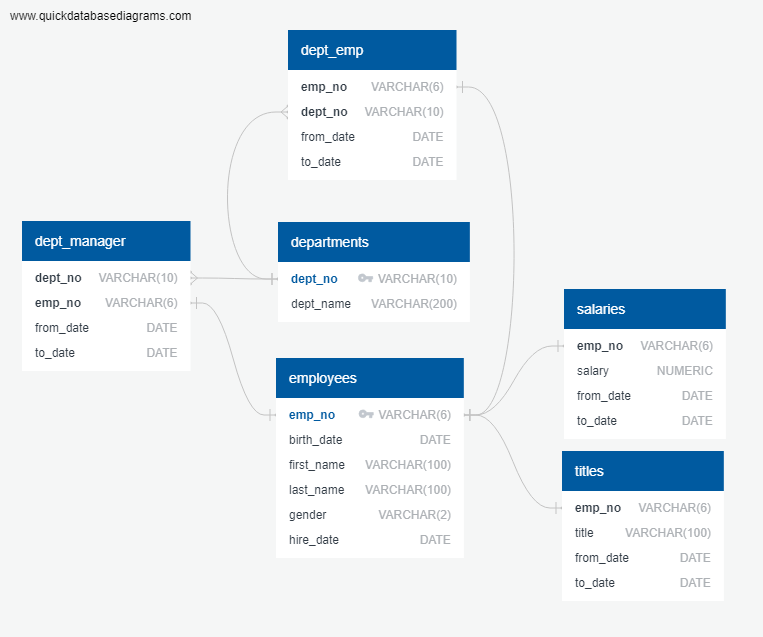 www.quickdatabasediagrams.com
dept_emp
emp_no VARCHAR(6)
dept_no VARCHAR(10)
from_date DATE
to_date DATE
dept_manager
dept_no VARCHAR(10)
emp_no VARCHAR(6)
from_date DATE
to_date DATE
departments
dept_no VARCHAR(10)
dept_name VARCHAR(200)
employees
emp_no VARCHAR(6)
birth_date DATE
first_name VARCHAR(100)
last_name VARCHAR(100)
gender VARCHAR(2)
hire_date DATE
salaries
emp_no VARCHAR(6)
salary NUMERIC
from_date DATE
to_date DATE
titles
emp_no VARCHAR(6)
title VARCHAR(100)
from_date DATE
to_date DATE